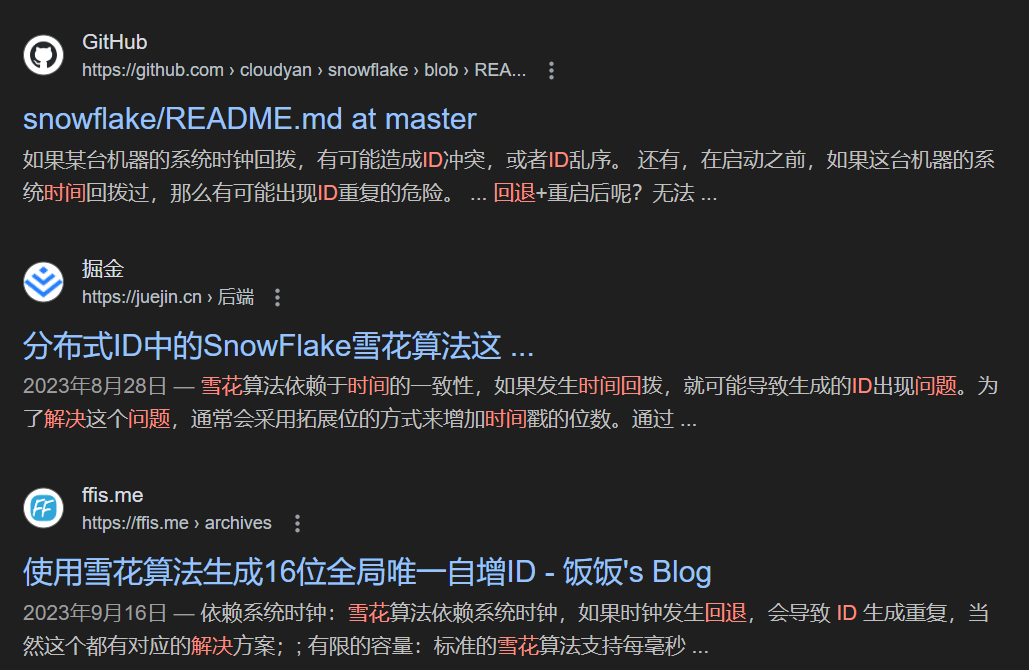 GitHub
https://github.com › cloudyan › snowflake › blob › REA...
snowflake/README.md at master
如果某台机器的系统时钟回拨，有可能造成ID冲突，或者ID乱序。 还有，在启动之前，如果这台机器的系
统时间回拨过，那么有可能出现ID重复的危险。 ... 回退+重启后呢？无法 ...
掘金
https://juejin.cn › 后端
分布式ID中的SnowFlake雪花算法这 ...
2023年8月28日 — 雪花算法依赖于时间的一致性，如果发生时间回拨，就可能导致生成的ID出现问题。为
了解决这个问题，通常会采用拓展位的方式来增加时间戳的位数。通过 ...
ffis.me
https://ffis.me › archives
使用雪花算法生成16位全局唯一自增ID - 饭饭's Blog
2023年9月16日 — 依赖系统时钟：雪花算法依赖系统时钟，如果时钟发生回退，会导致 ID 生成重复，当
然这个都有对应的解决方案；; 有限的容量：标准的雪花算法支持每毫秒 ...